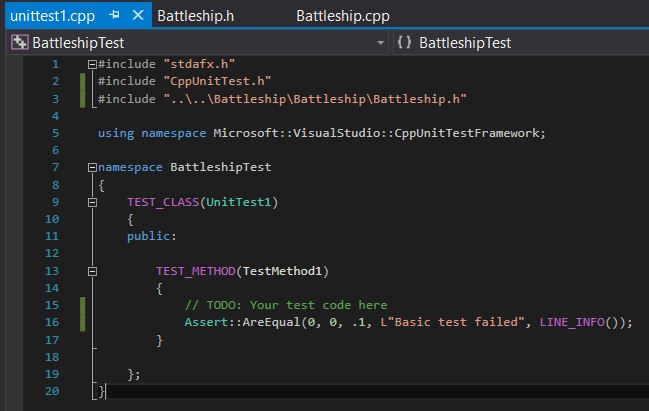 unittest1.cpp Battleship.h Battleship.cpp
BattleshipTest {} BattleshipTest
1 #include "stdafx.h"
2 #include "CppUnitTest.h"
3 #include "..\..\Battleship\Battleship\Battleship.h"
4
5 using namespace Microsoft::VisualStudio::CppUnitTestFramework;
6
7 namespace BattleshipTest
8 {
9 TEST_CLASS(UnitTest1)
10 {
11 public:
12
13 TEST_METHOD(TestMethod1)
14 {
15 // TODO: Your test code here
16 Assert::AreEqual(0, 0, .1, L"Basic test failed", LINE_INFO());
17 }
18
19 };
20 }